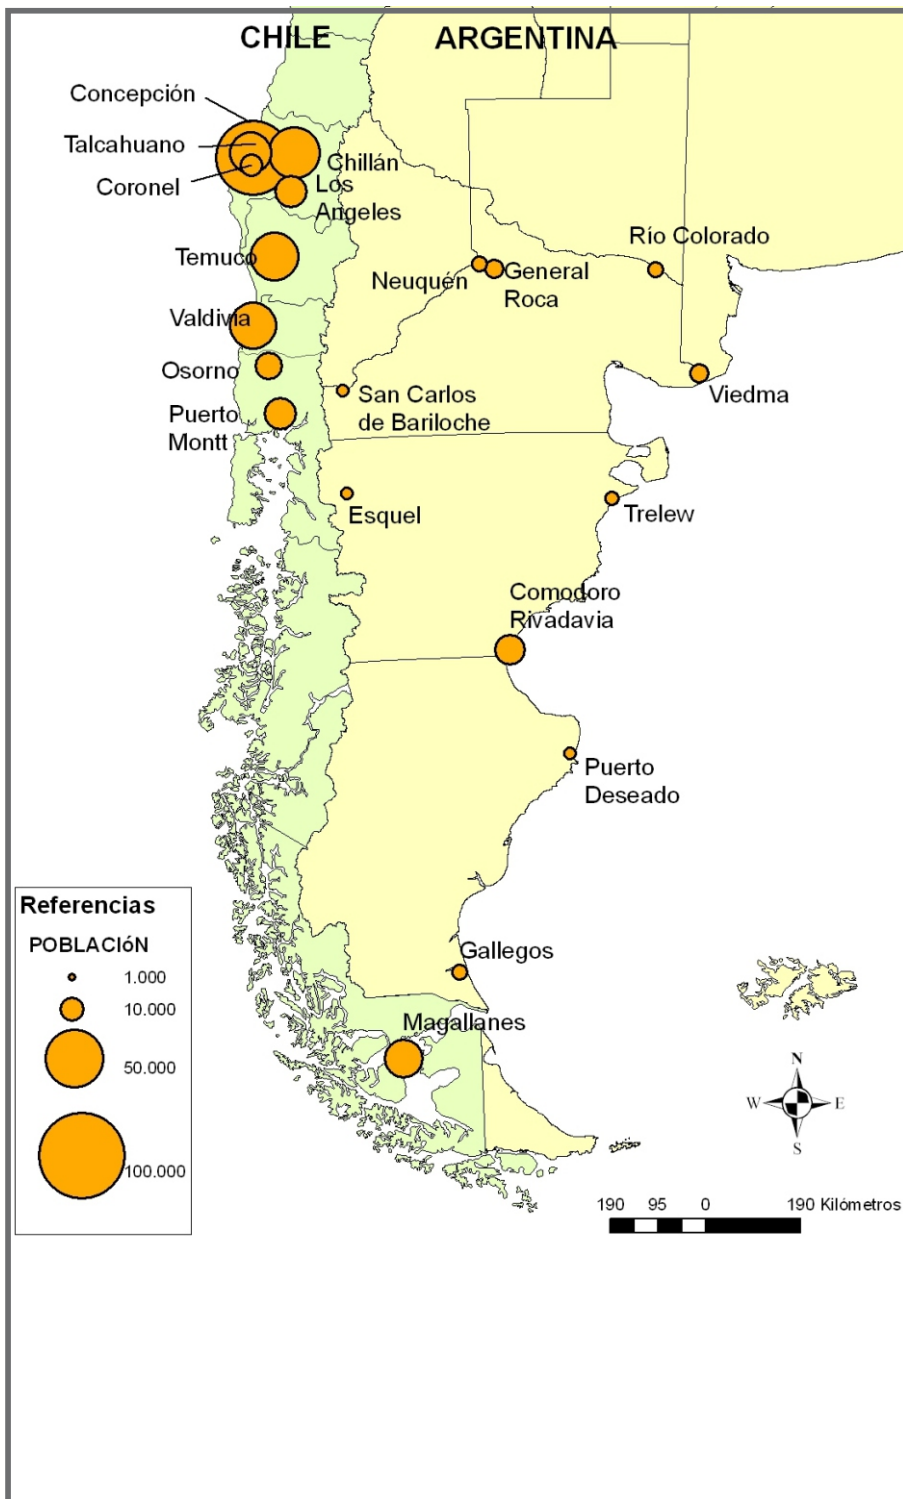 CHILE
ARGENTINA
Concepción
Talcahuano
Coronel
Chillán
Los
Angeles
Temuco
Valdivia
Osorno
Puerto
Montt
Neuquén
General
Roca
Río Colorado
Viedma
San Carlos
de Bariloche
Esquel
Trelew
Comodoro
Rivadavia
Puerto
Deseado
Gallegos
Magallanes
Referencias
POBLACIóN
1.000
10.000
50.000
100.000
N
W
E
S
190 95 0 190 Kilómetros